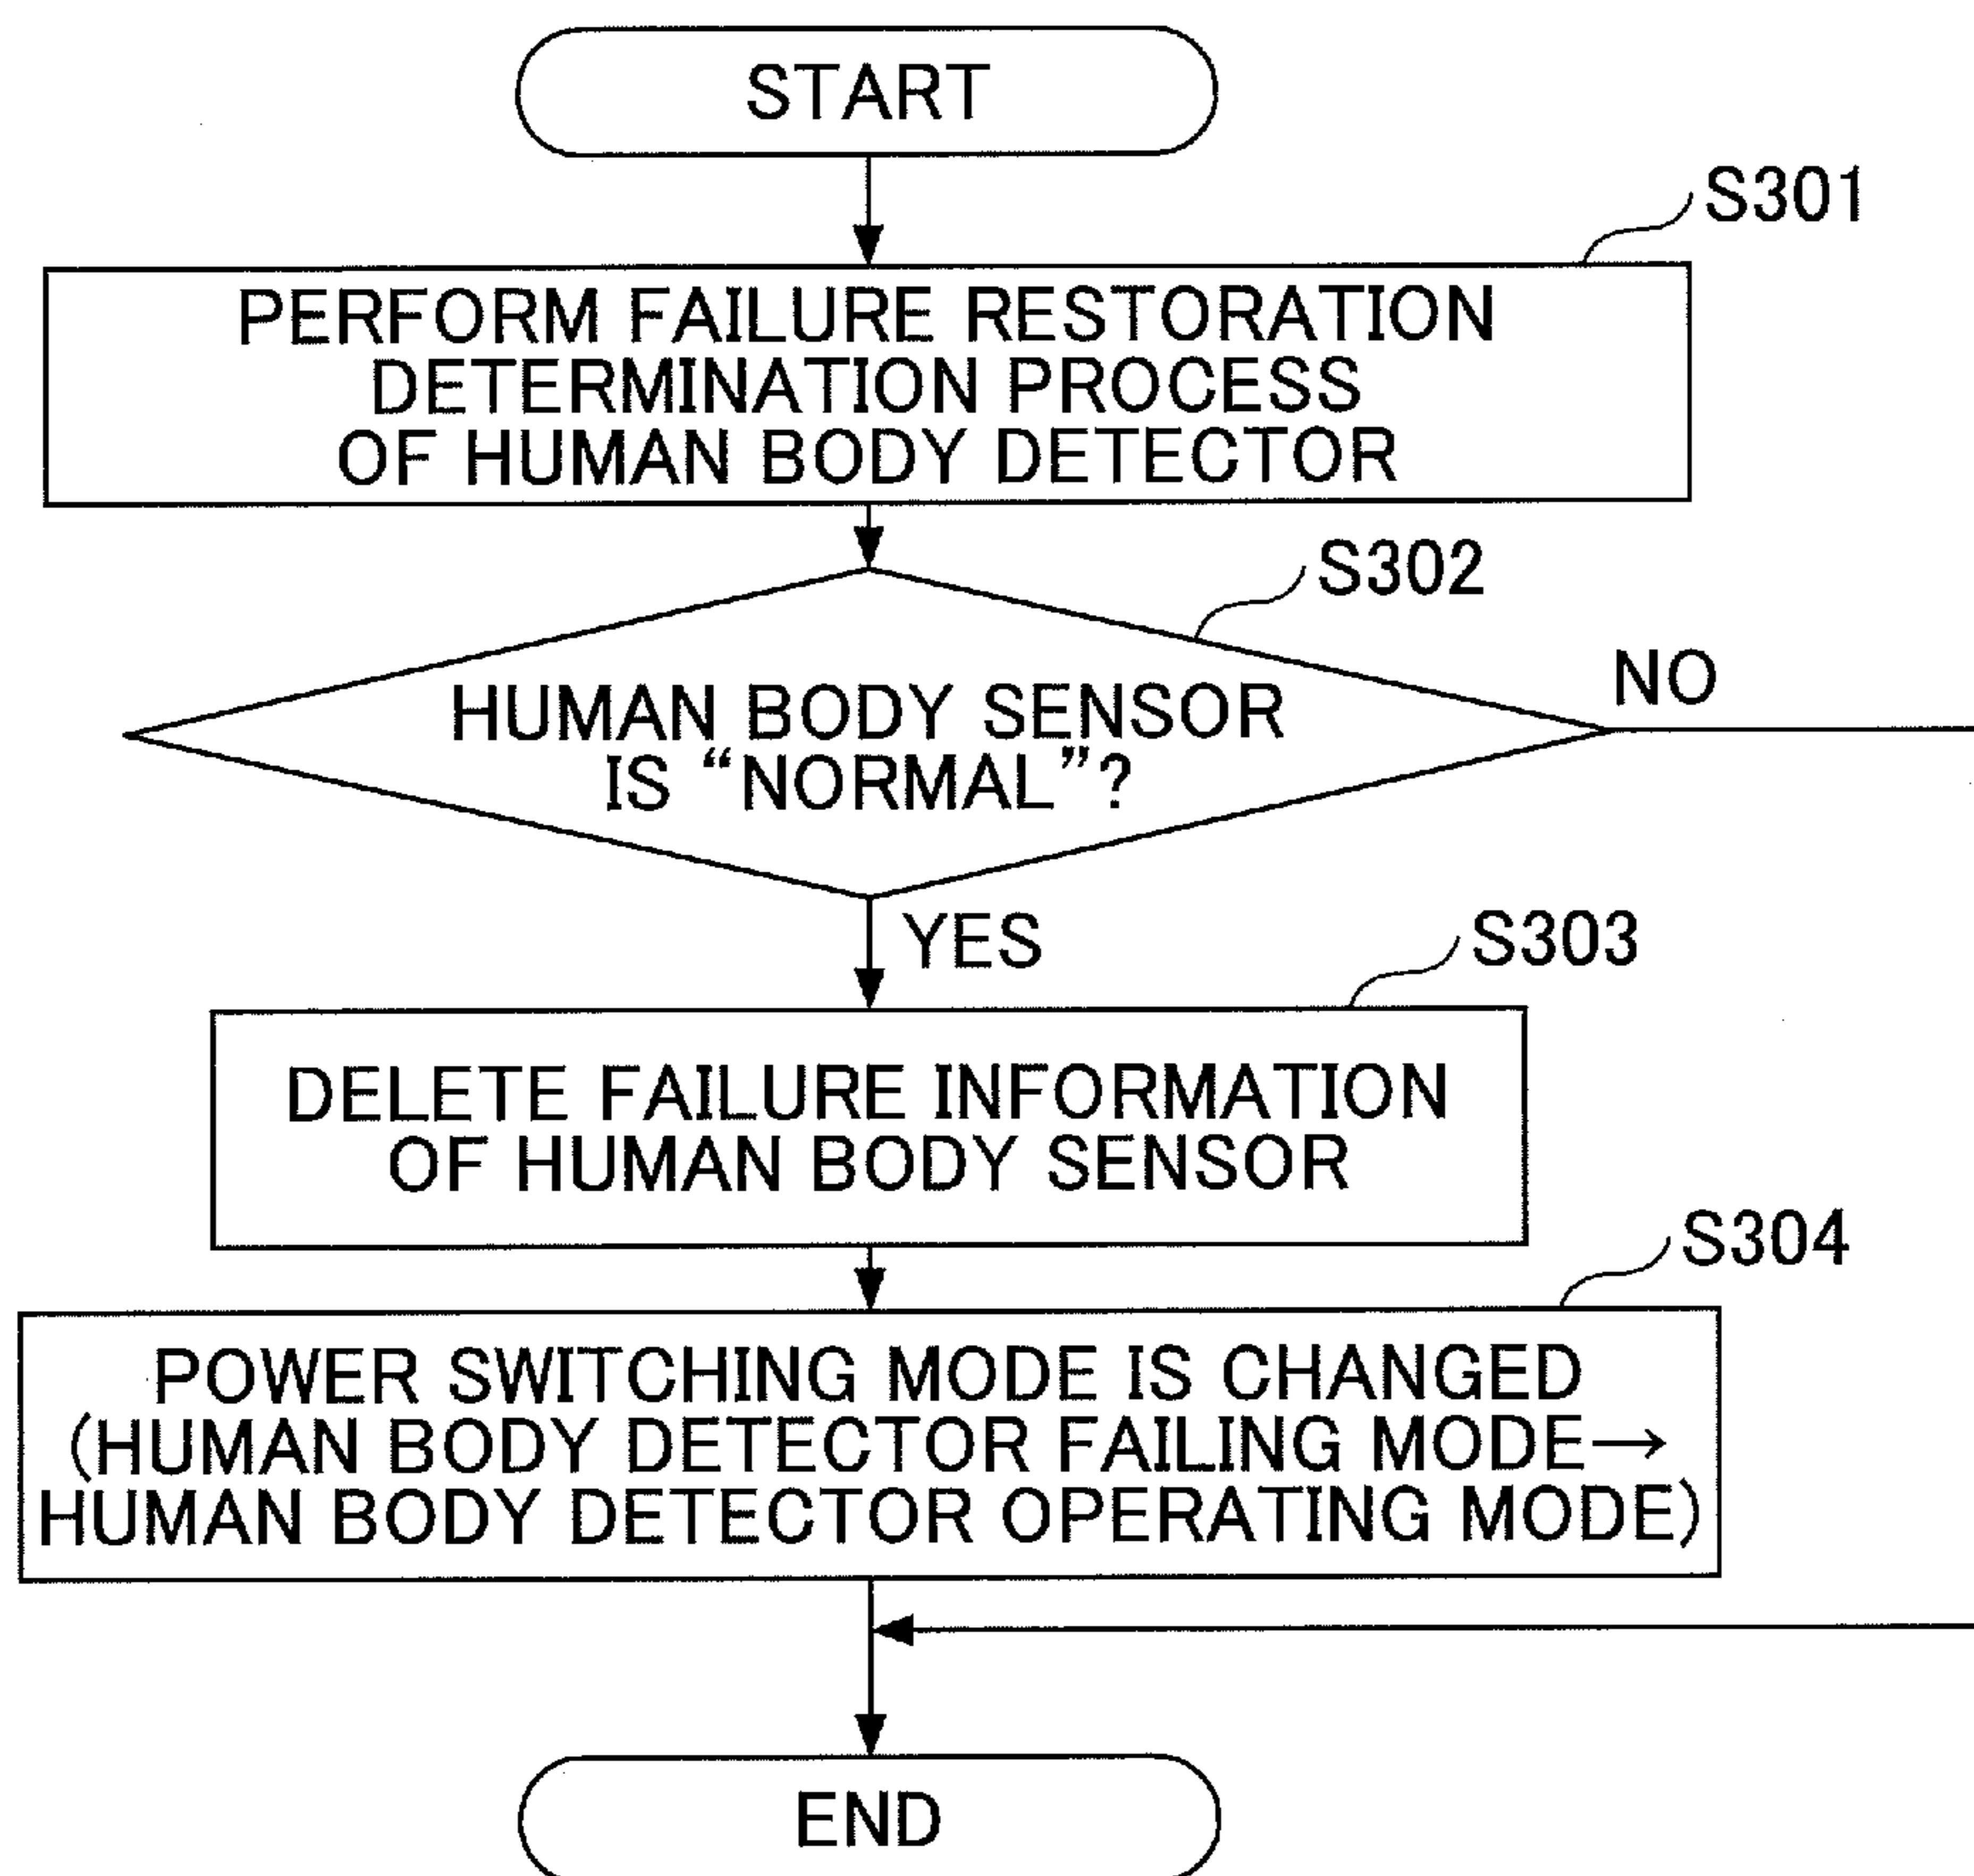 START
S301
PERFORM FAILURE RESTORATION
DETERMINATION PROCESS
OF HUMAN BODY DETECTOR
S302
HUMAN BODY SENSOR
IS “NORMAL”?
NO
YES
S303
DELETE FAILURE INFORMATION
OF HUMAN BODY SENSOR
S304
POWER SWITCHING MODE IS CHANGED
(HUMAN BODY DETECTOR FAILING MODE→
HUMAN BODY DETECTOR OPERATING MODE)
END